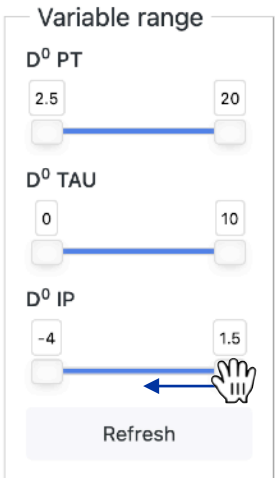 Variable range
D⁰ PT
2.5 20
D⁰ TAU
0 10
D⁰ IP
-4 1.5
Refresh